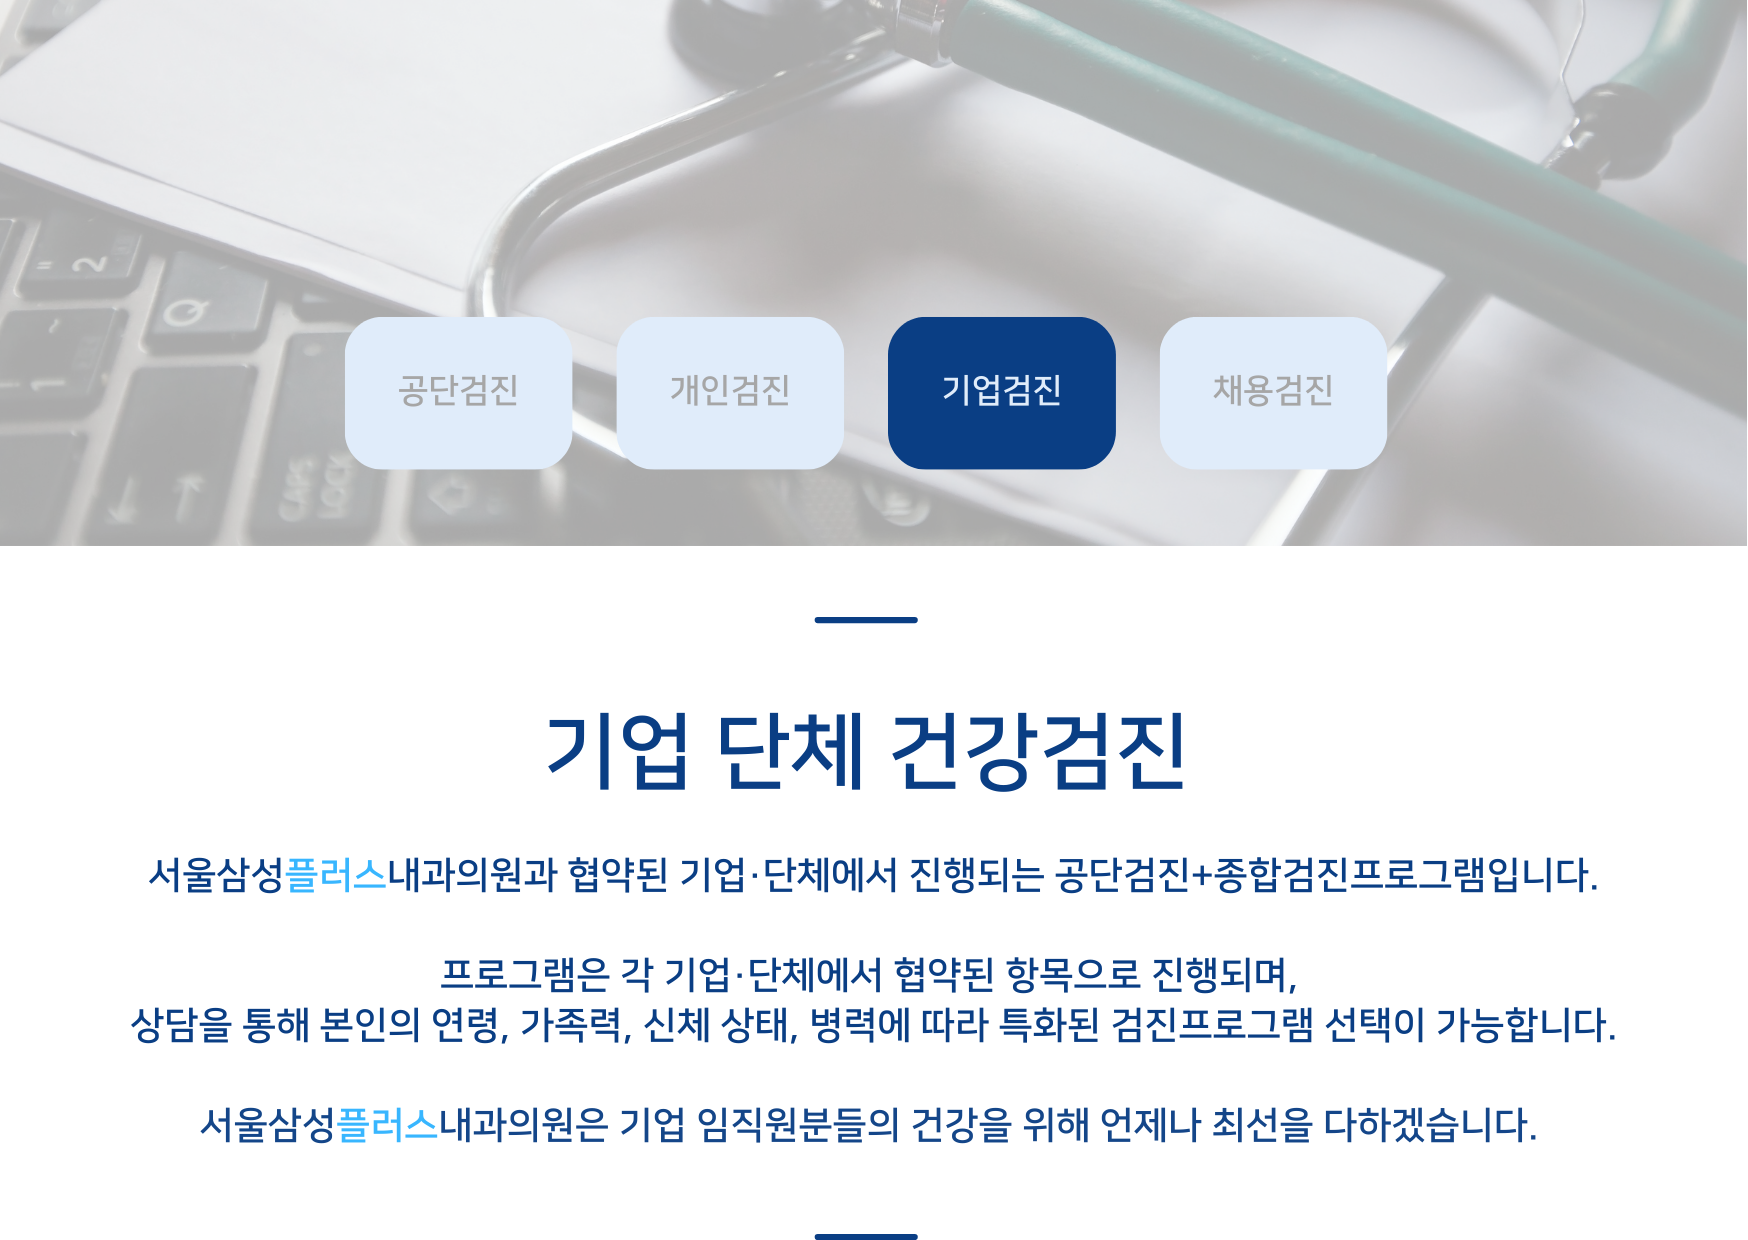 공단검진
개인검진
기업검진
채용검진
2
=
Q
1
~
CAPS
LOCK
기업 단체 건강검진
서울삼성플러스내과의원과 협약된 기업·단체에서 진행되는 공단검진+종합검진프로그램입니다.
프로그램은 각 기업·단체에서 협약된 항목으로 진행되며,
상담을 통해 본인의 연령, 가족력, 신체 상태, 병력에 따라 특화된 검진프로그램 선택이 가능합니다.
서울삼성플러스내과의원은 기업 임직원분들의 건강을 위해 언제나 최선을 다하겠습니다.